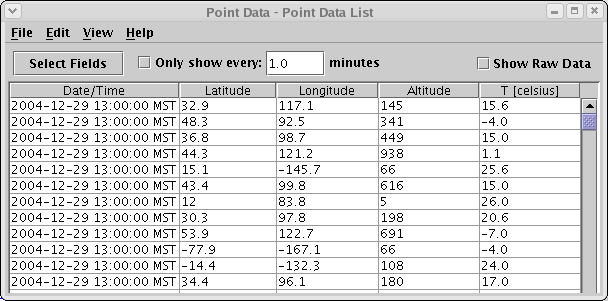 Point Data - Point Data List
File Edit View Help
Select Fields Only show every: 1.0 minutes Show Raw Data
Date/Time Latitude Longitude Altitude T [celsius]
2004-12-29 13:00:00 MST 32.9 117.1 145 15.6
2004-12-29 13:00:00 MST 48.3 92.5 341 -4.0
2004-12-29 13:00:00 MST 36.8 98.7 449 15.0
2004-12-29 13:00:00 MST 44.3 121.2 938 1.1
2004-12-29 13:00:00 MST 15.1 -145.7 66 25.6
2004-12-29 13:00:00 MST 43.4 99.8 616 15.0
2004-12-29 13:00:00 MST 12 83.8 5 26.0
2004-12-29 13:00:00 MST 30.3 97.8 198 20.6
2004-12-29 13:00:00 MST 53.9 122.7 691 -7.0
2004-12-29 13:00:00 MST -77.9 -167.1 66 -4.0
2004-12-29 13:00:00 MST -14.4 -132.3 108 24.0
2004-12-29 13:00:00 MST 34.4 96.1 180 17.0